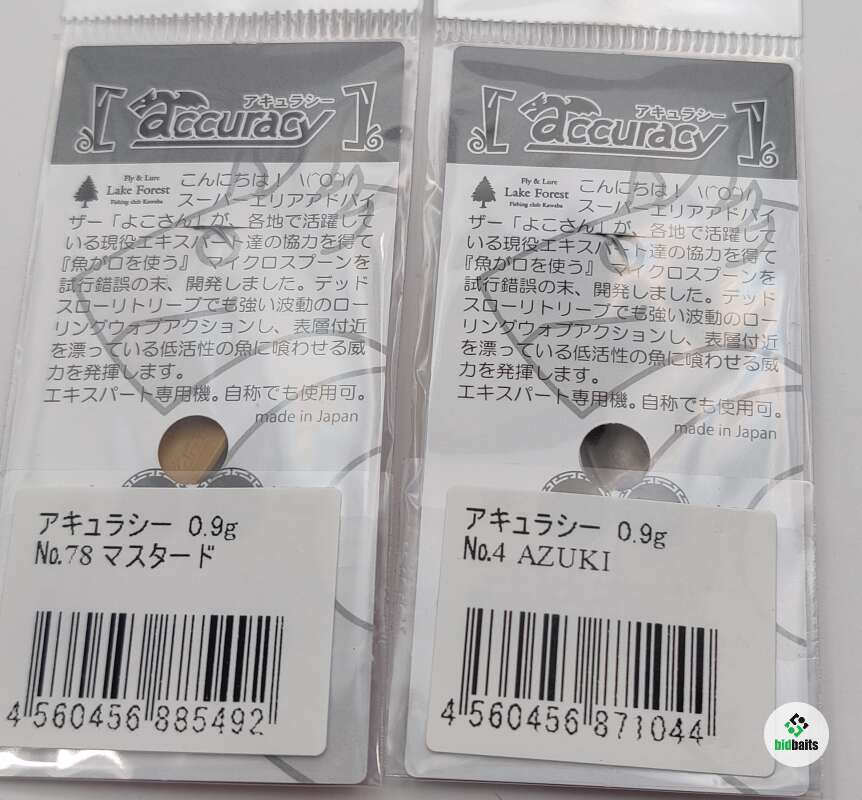 アキュラシー
accuracy
Fly & Lure
Lake Forest
Fishing club Kawaba
こんにちは! \(^O^)/
スーパーエリアアドバイ
ザー「よこさん」が、各地で活躍して
いる現役エキスパート達の協力を得て
『魚が口を使う』マイクロスプーンを
試行錯誤の末、開発しました。デッド
スローリトリーブでも強い波動のロー
リングウォブアクションし、表層付近
を漂っている低活性の魚に喰わせる威
力を発揮します。
エキスパート専用機。自称でも使用可。
made in Japan
アキュラシー 0.9g
No.78 マスタード
4 560456 885492
アキュラシー
accuracy
Fly & Lure
Lake Forest
Fishing club Kawaba
こんにちは! \(^O^)/
スーパーエリアアドバイ
ザー「よこさん」が、各地で活躍して
いる現役エキスパート達の協力を得て
『魚が口を使う』マイクロスプーンを
試行錯誤の末、開発しました。デッド
スローリトリーブでも強い波動のロー
リングウォブアクションし、表層付近
を漂っている低活性の魚に喰わせる威
力を発揮します。
エキスパート専用機。自称でも使用可。
made in Japan
アキュラシー 0.9g
No.4 AZUKI
4 560456 871044
bidbaits